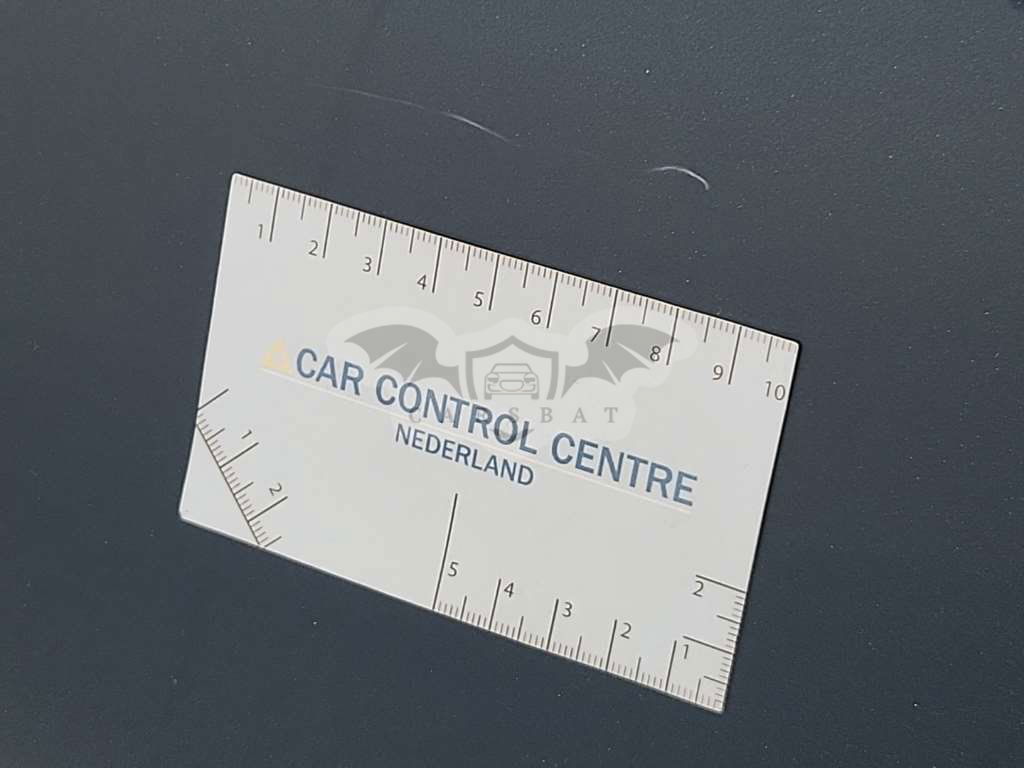 1 2 3 4 5 6 7 8 9 10
CAR CONTROL CENTRE
CARSBAT
NEDERLAND
1
2
5 4 3 2 1
2
1